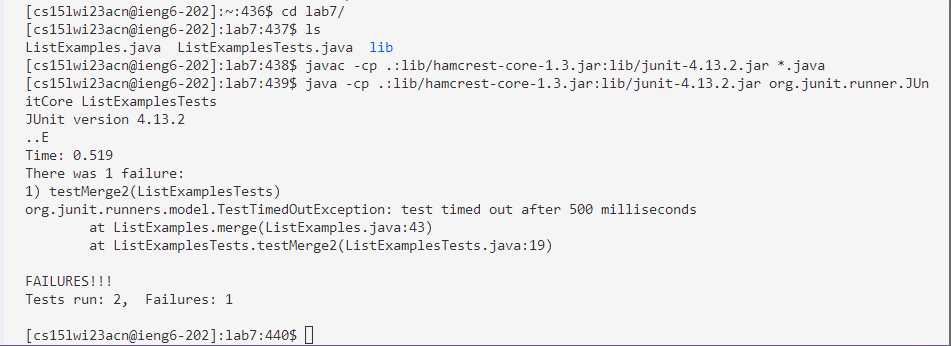 [cs15lwi23acn@ieng6-202]:~:436$ cd lab7/
[cs15lwi23acn@ieng6-202]:lab7:437$ ls
ListExamples.java  ListExamplesTests.java  lib
[cs15lwi23acn@ieng6-202]:lab7:438$ javac -cp .:lib/hamcrest-core-1.3.jar:lib/junit-4.13.2.jar *.java
[cs15lwi23acn@ieng6-202]:lab7:439$ java -cp .:lib/hamcrest-core-1.3.jar:lib/junit-4.13.2.jar org.junit.runner.JUn
itCore ListExamplesTests
JUnit version 4.13.2
..E
Time: 0.519
There was 1 failure:
1) testMerge2(ListExamplesTests)
org.junit.runners.model.TestTimedOutException: test timed out after 500 milliseconds
        at ListExamples.merge(ListExamples.java:43)
        at ListExamplesTests.testMerge2(ListExamplesTests.java:19)

FAILURES!!!
Tests run: 2,  Failures: 1

[cs15lwi23acn@ieng6-202]:lab7:440$